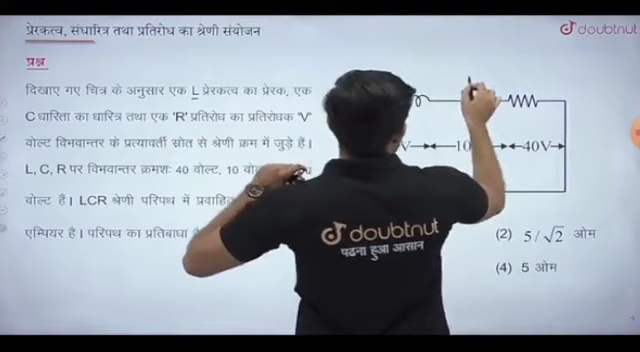 प्रेरकत्व, संधारित्र तथा प्रतिरोध का श्रेणी संयोजन
doubtnut
प्रश्न
दिखाए गए चित्र के अनुसार एक L प्रेरकत्व का प्रेरक, एक
C धारिता का धारित्र तथा एक 'R' प्रतिरोध का प्रतिरोधक 'V'
वोल्ट विभवान्तर के प्रत्यावर्ती स्रोत से श्रेणी क्रम में जुड़े हैं।
L, C, R पर विभवान्तर क्रमशः 40 वोल्ट, 10
वोल्ट हैं। LCR श्रेणी परिपथ में
एम्पियर है। परिपथ का प्रतिबाधा
V 10 40V
(2) 5/√2 ओम
(4) 5 ओम
doubtnut
पढना हुआ आसान